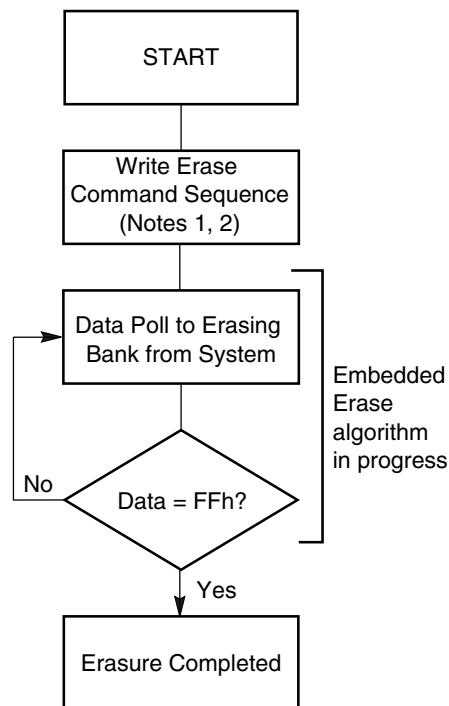 START
Write Erase
Command Sequence
(Notes 1, 2)
Data Poll to Erasing
Bank from System
Embedded
Erase
algorithm
in progress
No
Data = FFh?
Yes
Erasure Completed